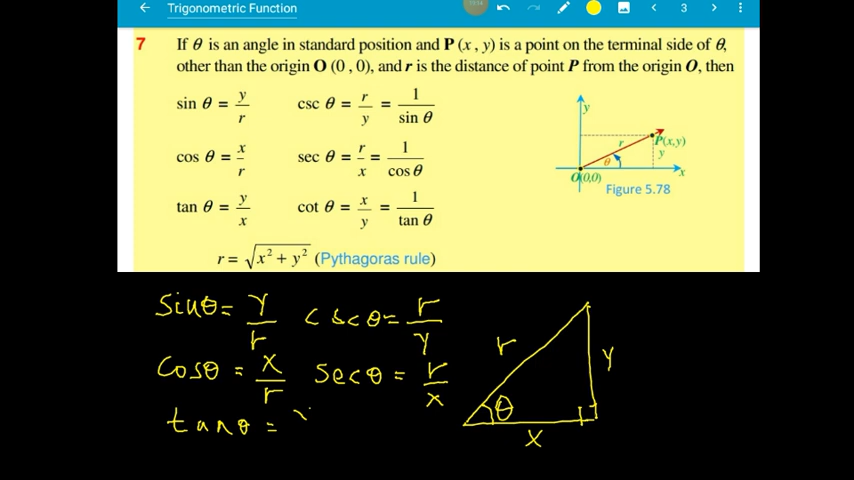 Trigonometric Function
3
7 If θ is an angle in standard position and P (x , y) is a point on the terminal side of θ,
other than the origin O (0 , 0), and r is the distance of point P from the origin O, then
sin θ = y/r csc θ = r/y = 1/sin θ
cos θ = x/r sec θ = r/x = 1/cos θ
tan θ = y/x cot θ = x/y = 1/tan θ
r = √(x² + y²) (Pythagoras rule)
y
r
P(x,y)
y
θ
O(0,0)
x
Figure 5.78
sinθ = y/r cscθ = r/y
cosθ = x/r secθ = r/x
tanθ =
r
y
θ
x